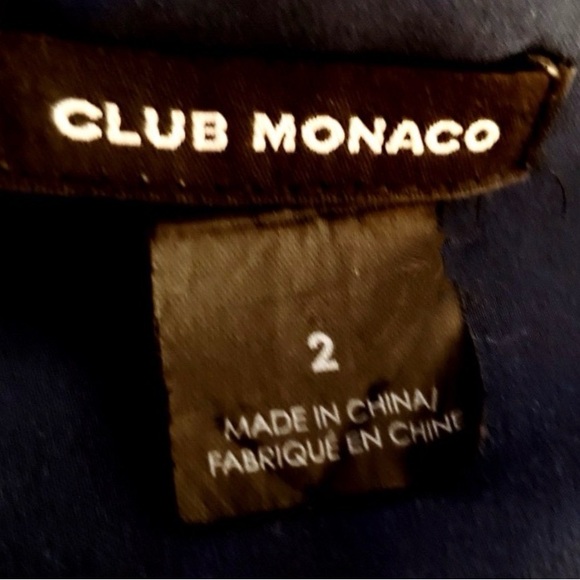 CLUB MONACO
2
MADE IN CHINA/
FABRIQUÉ EN CHINE